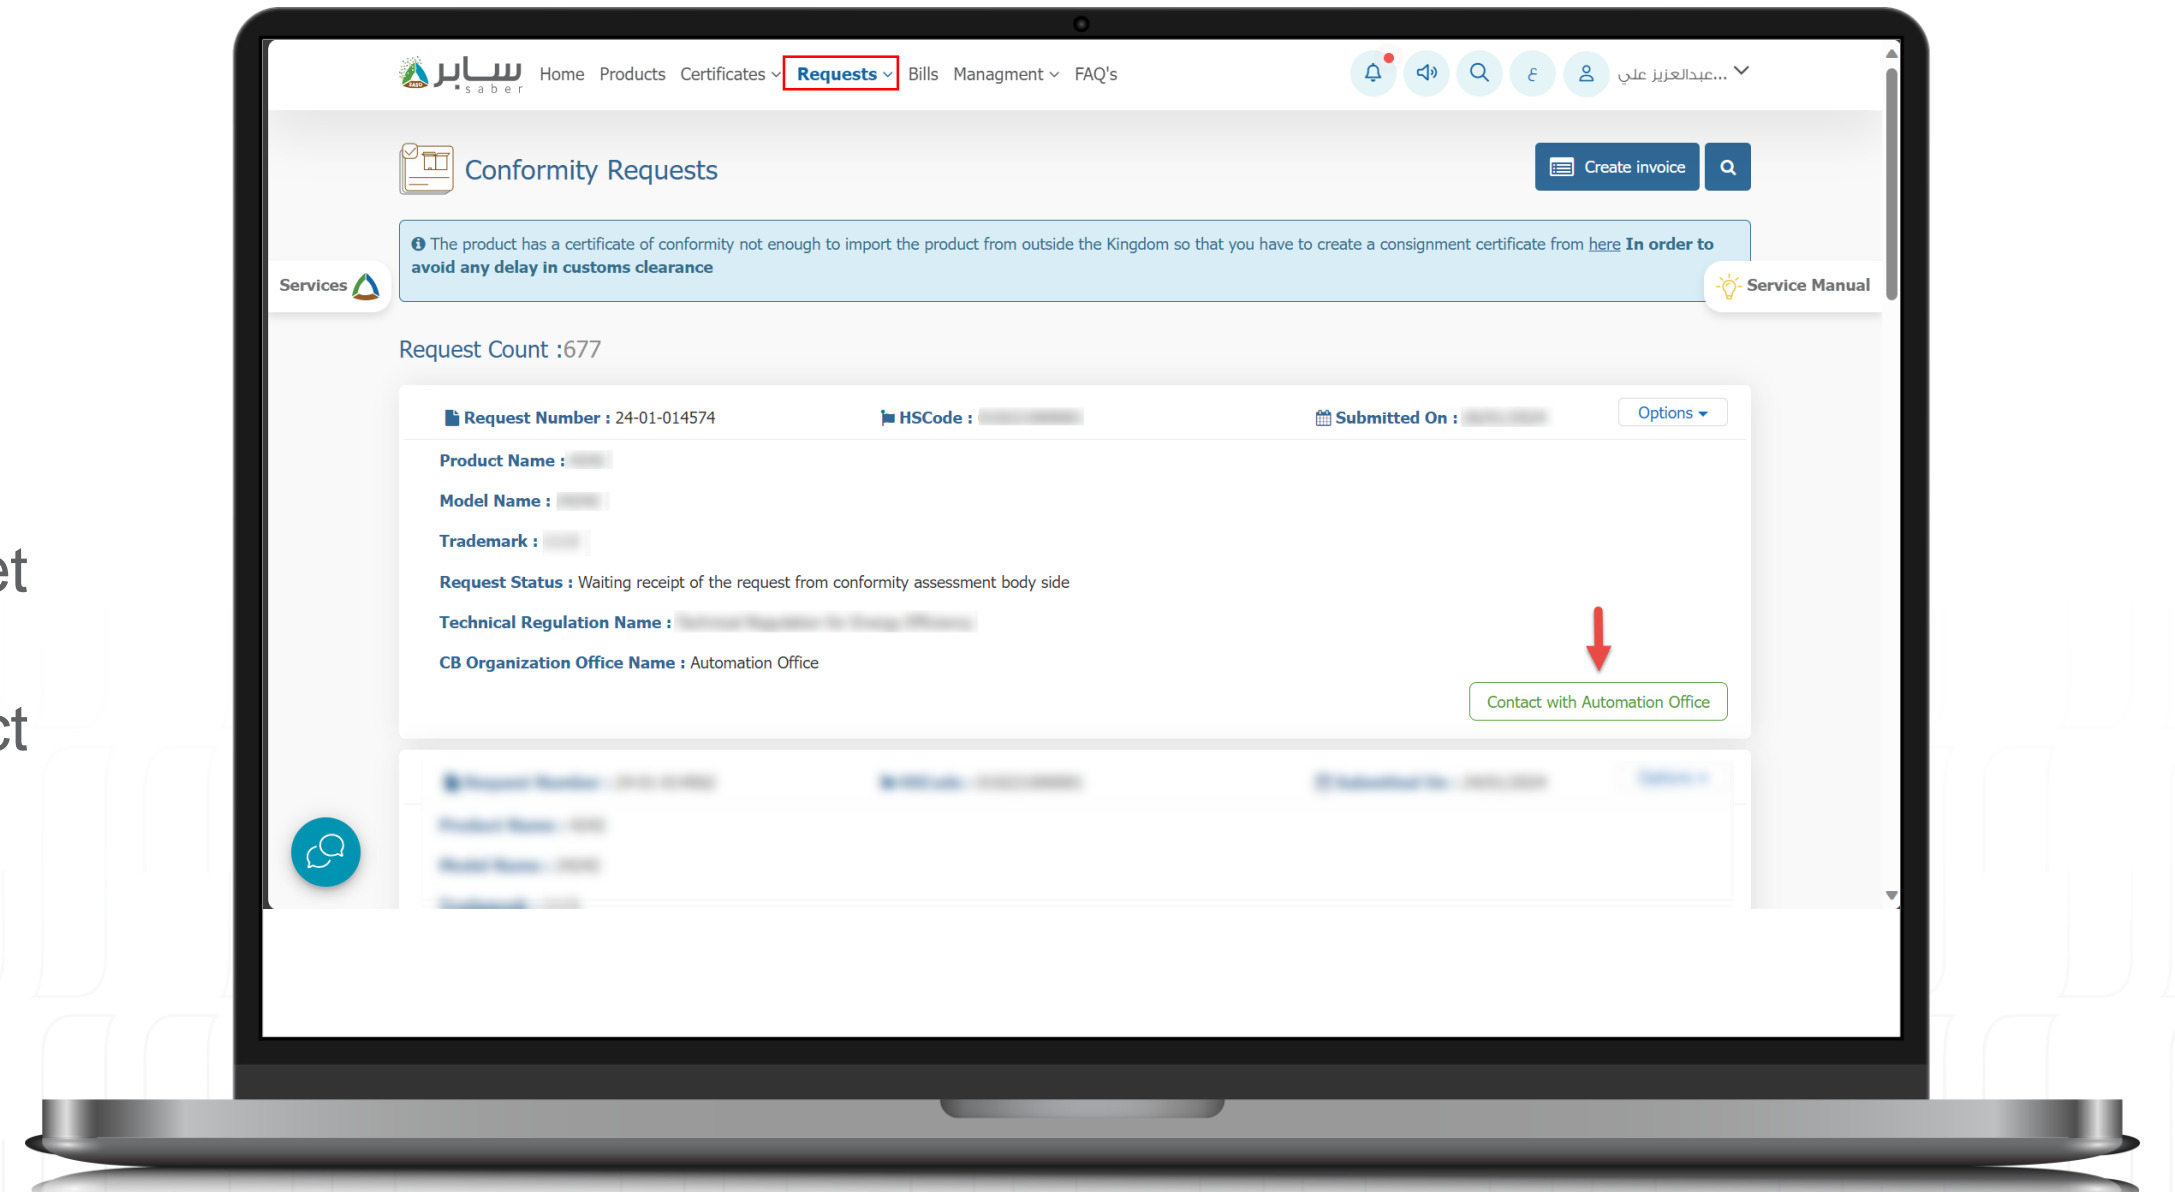 سابر
saber
SASO
Home Products Certificates Requests Bills Managment FAQ's
ع
عبدالعزيز علي...
Conformity Requests
Create invoice
The product has a certificate of conformity not enough to import the product from outside the Kingdom so that you have to create a consignment certificate from here In order to
avoid any delay in customs clearance
Services
Service Manual
Request Count :677
Request Number : 24-01-014574
HSCode :
Submitted On :
Options
Product Name :
Model Name :
Trademark :
Request Status : Waiting receipt of the request from conformity assessment body side
Technical Regulation Name :
CB Organization Office Name : Automation Office
Contact with Automation Office
et
ct